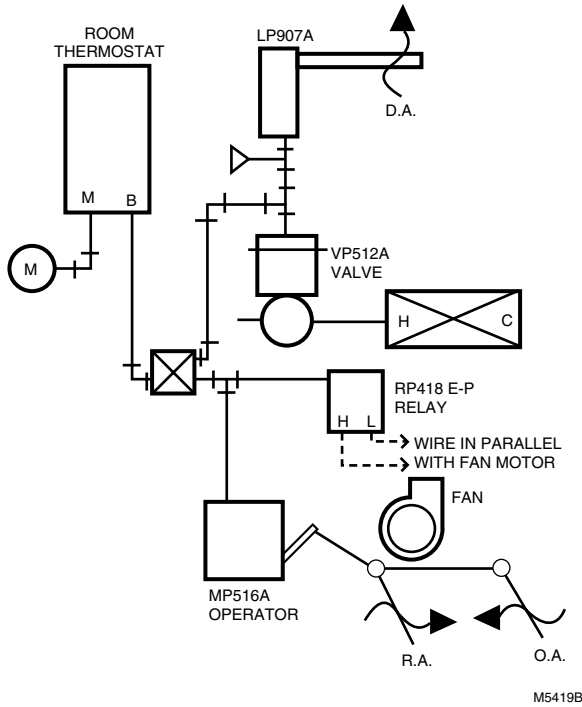 ROOM
THERMOSTAT
LP907A
D.A.
M
B
M
VP512A
VALVE
H
C
RP418 E-P
RELAY
H
L
WIRE IN PARALLEL
WITH FAN MOTOR
FAN
MP516A
OPERATOR
R.A.
O.A.
M5419B